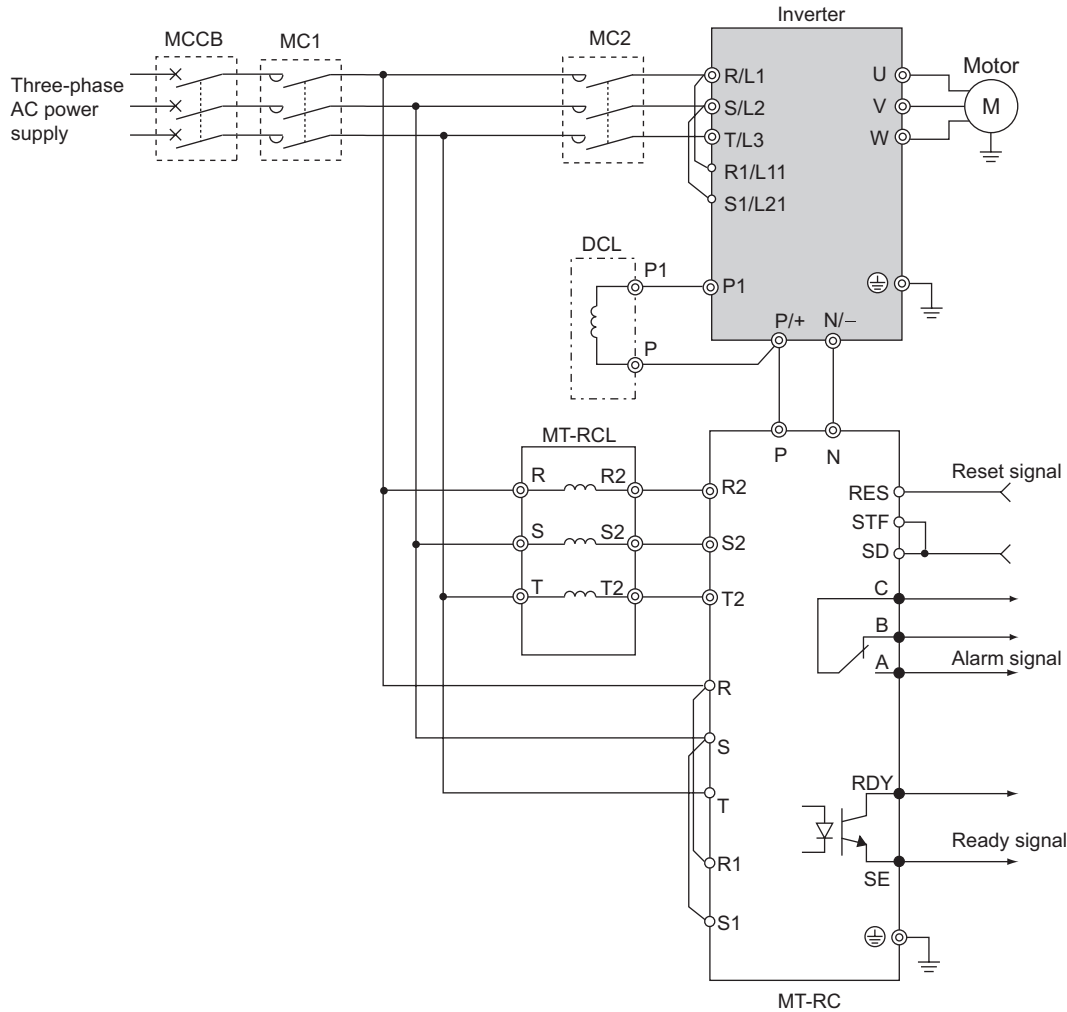 Inverter
MCCB
MC1
MC2
Three-phase
AC power
supply
R/L1
S/L2
T/L3
R1/L11
S1/L21
U
V
W
Motor
M
DCL
P1
P
P1
P/+
N/−
MT-RCL
R
R2
S
S2
T
T2
P
N
R2
S2
T2
R
S
T
R1
S1
RES
STF
SD
C
B
A
RDY
SE
Reset signal
Alarm signal
Ready signal
MT-RC